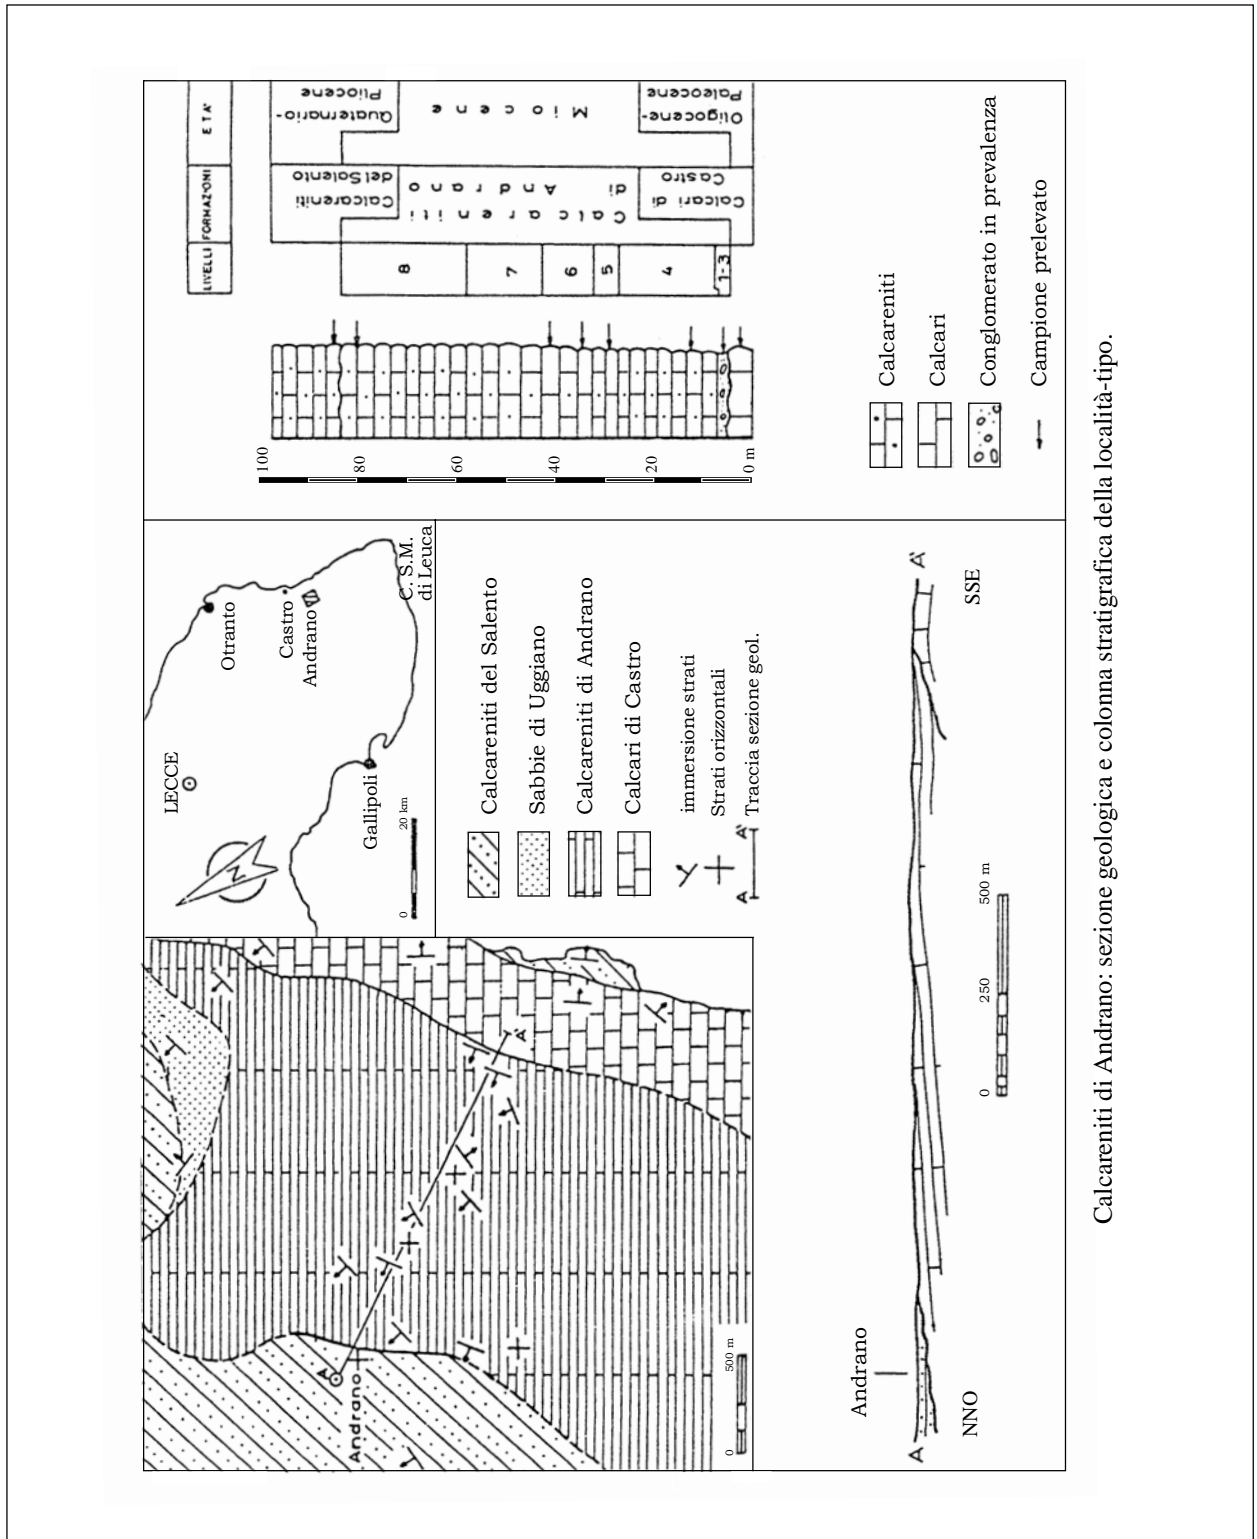 LECCE
Otranto
Castro
Andrano
Gallipoli
C. S.M.
di Leuca
0 20 km
A
Andrano
A'
0 500 m
Calcareniti del Salento
Sabbie di Uggiano
Calcareniti di Andrano
Calcari di Castro
immersione strati
Strati orizzontali
A A' Traccia sezione geol.
LIVELLI FORMAZIONI ETA'
100
80
60
40
20
0 m
8
7
6
5
4
1-3
Calcareniti
del Salento
Calcareniti
di
Andrano
Calcari di
Castro
Quaternario-
Pliocene
Miocene
Oligocene-
Paleocene
Calcareniti
Calcari
Conglomerato in prevalenza
Campione prelevato
Andrano
A A'
NNO SSE
0 250 500 m
Calcareniti di Andrano: sezione geologica e colonna stratigrafica della località-tipo.